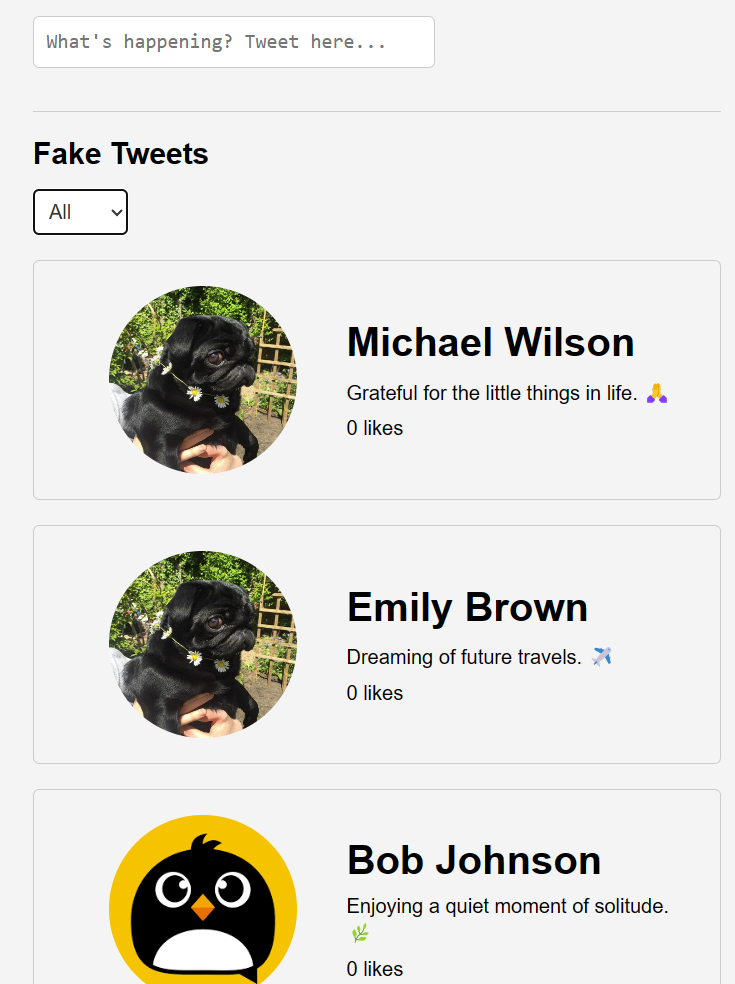 What's happening? Tweet here...
Fake Tweets
All
Michael Wilson
Grateful for the little things in life. 🙏
0 likes
Emily Brown
Dreaming of future travels. ✈️
0 likes
Bob Johnson
Enjoying a quiet moment of solitude.
🌿
0 likes